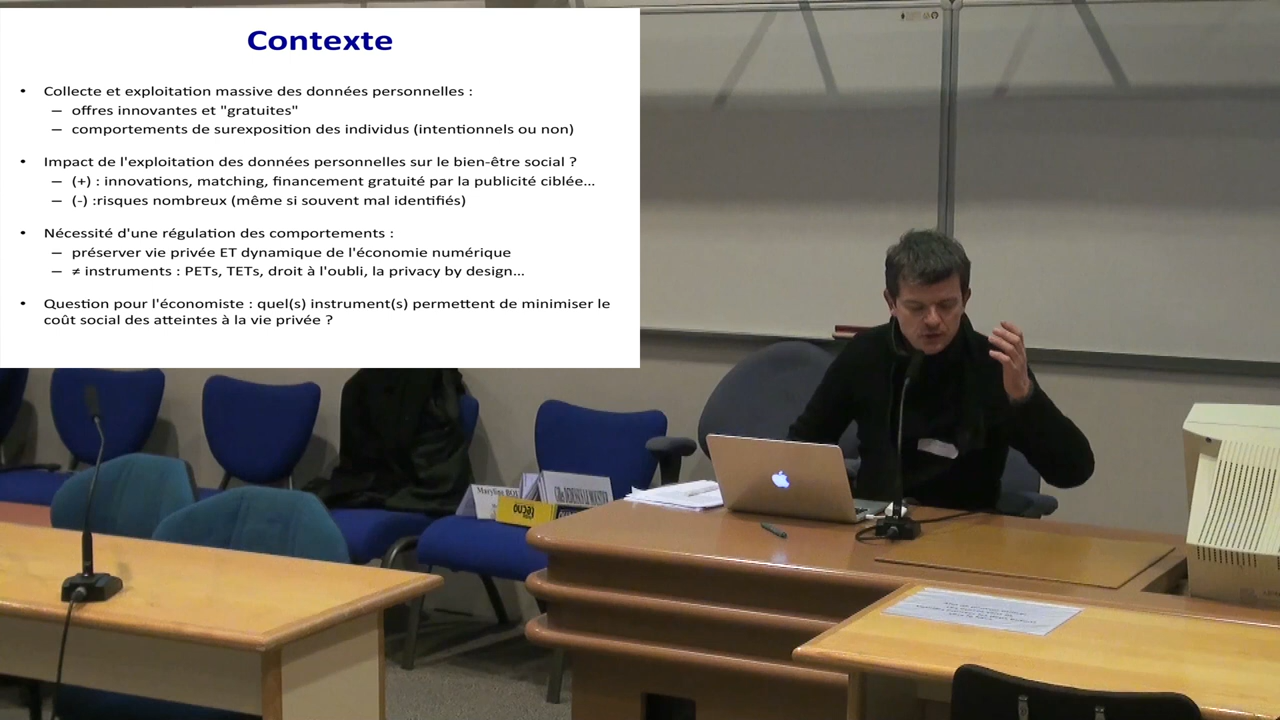 Contexte
• Collecte et exploitation massive des données personnelles :
– offres innovantes et "gratuites"
– comportements de surexposition des individus (intentionnels ou non)
• Impact de l'exploitation des données personnelles sur le bien-être social ?
– (+) : innovations, matching, financement gratuité par la publicité ciblée...
– (-) :risques nombreux (même si souvent mal identifiés)
• Nécessité d'une régulation des comportements :
– préserver vie privée ET dynamique de l'économie numérique
– ≠ instruments : PETs, TETs, droit à l'oubli, la privacy by design...
• Question pour l'économiste : quel(s) instrument(s) permettent de minimiser le
coût social des atteintes à la vie privée ?
Maryline
tecno